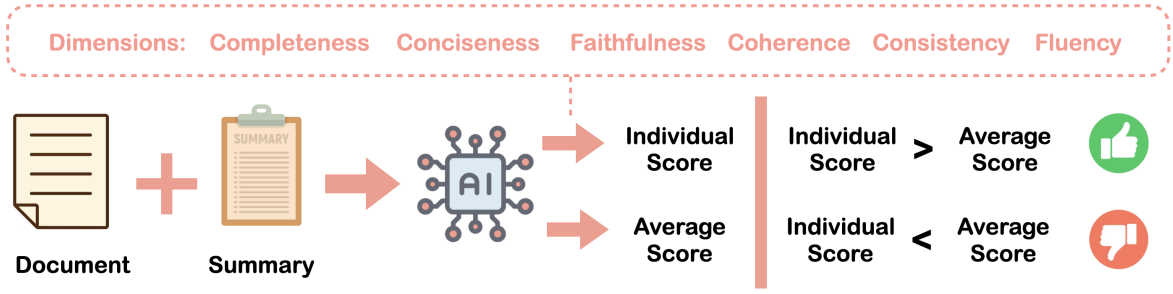 Dimensions: Completeness Conciseness Faithfulness Coherence Consistency Fluency
SUMMARY
AI
Document
Summary
Individual
Score
Average
Score
Individual
Score
>
Average
Score
Individual
Score
<
Average
Score